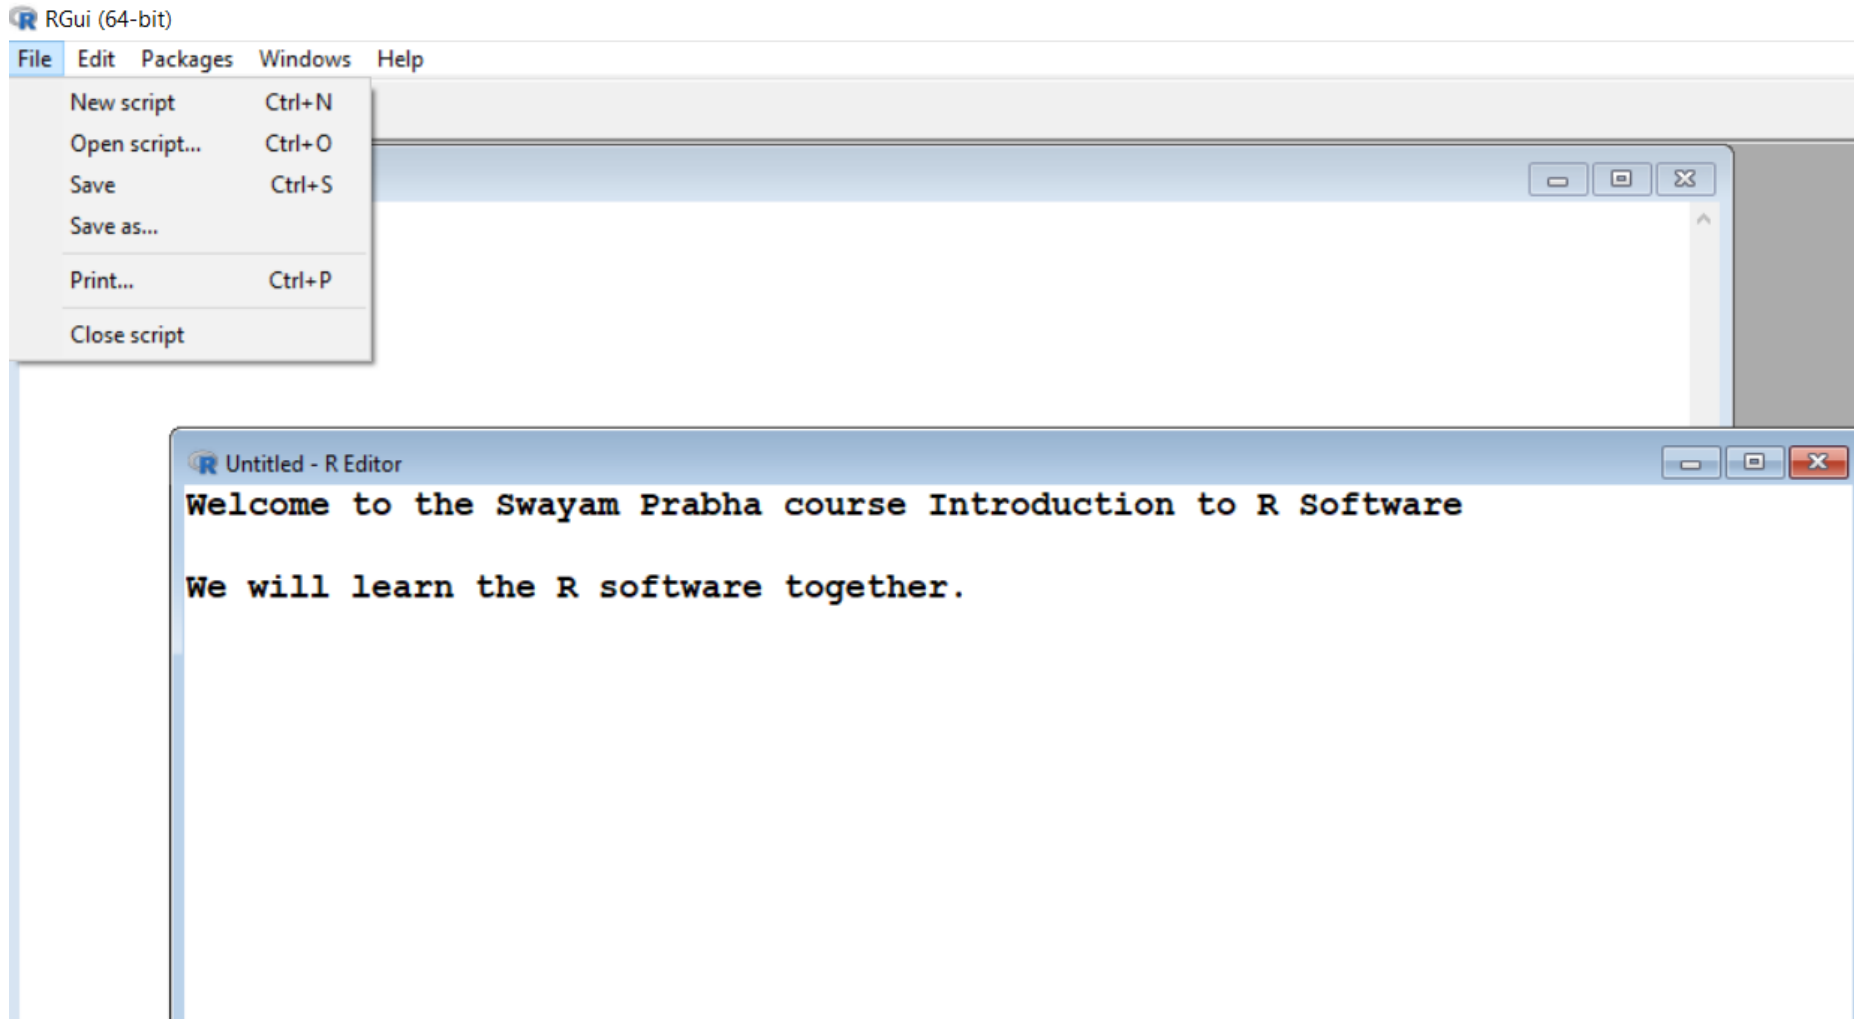 RGui (64-bit)
File Edit Packages Windows Help
New script Ctrl+N
Open script... Ctrl+O
Save Ctrl+S
Save as...
Print... Ctrl+P
Close script
Untitled - R Editor
Welcome to the Swayam Prabha course Introduction to R Software
We will learn the R software together.